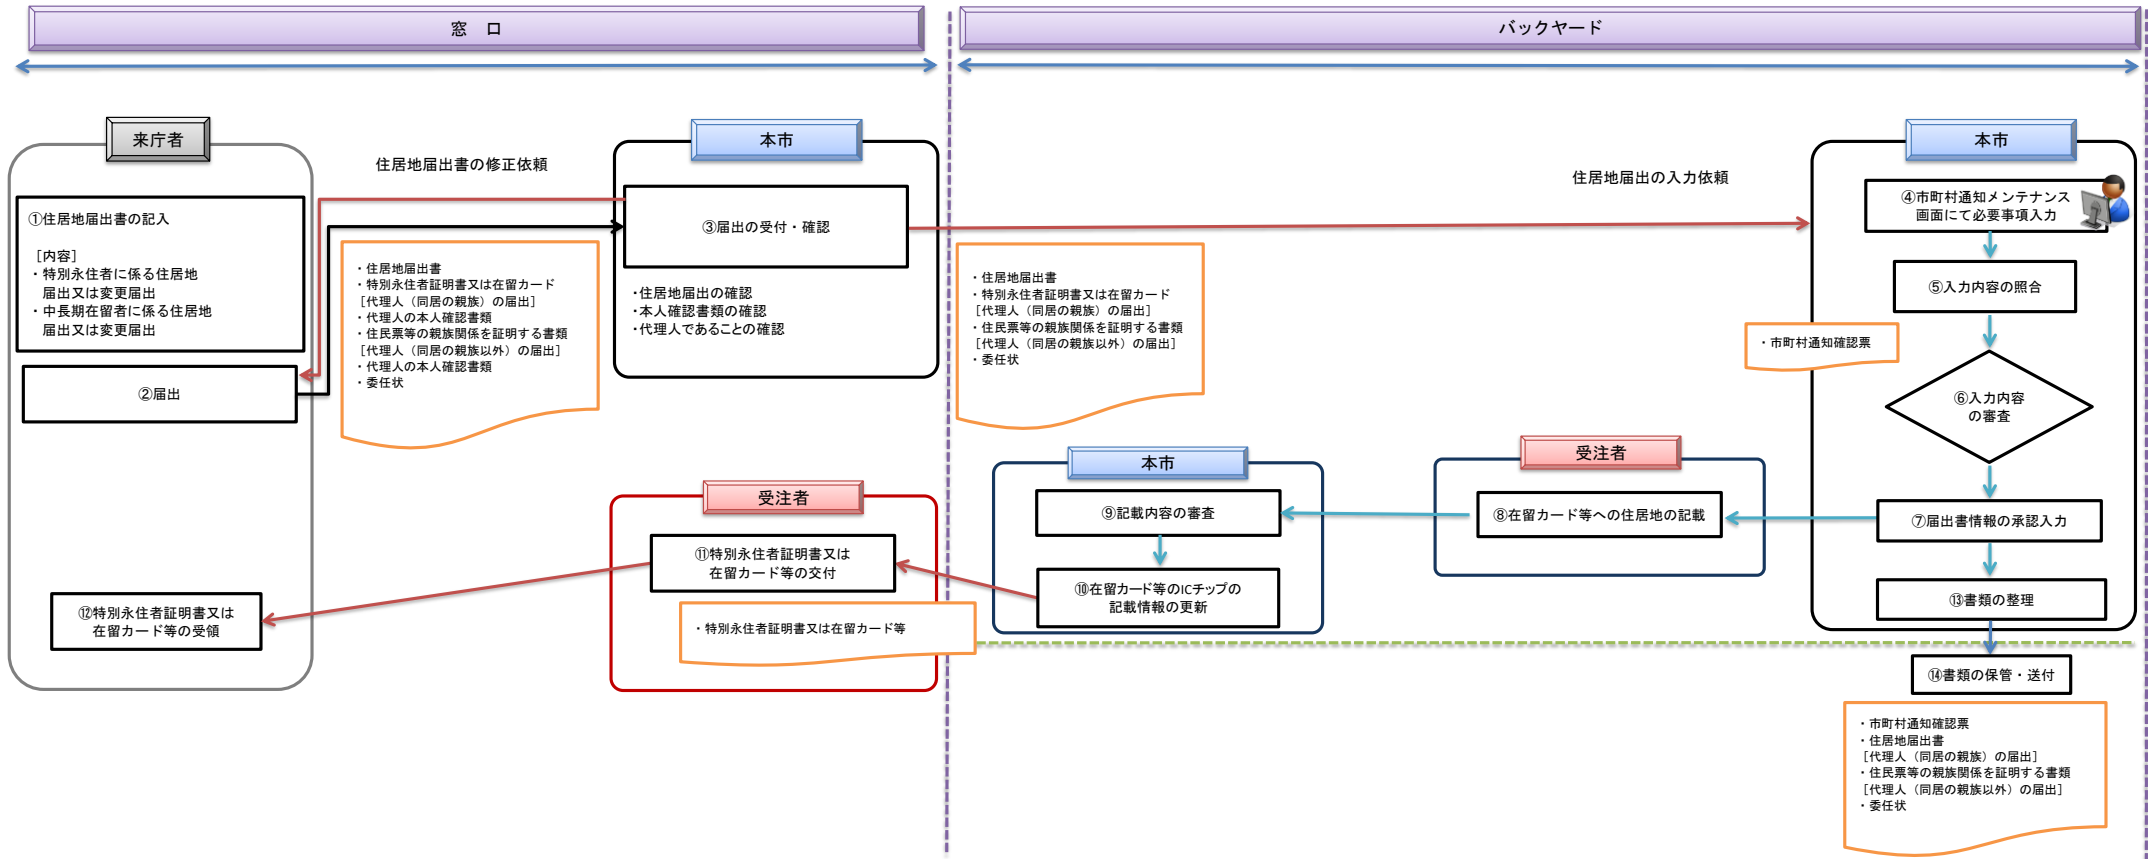 窓　口
バックヤード
来庁者
①住居地届出書の記入
［内容］
・特別永住者に係る住居地
届出又は変更届出
・中長期在留者に係る住居地
届出又は変更届出
②届出
⑫特別永住者証明書又は
在留カード等の受領
住居地届出書の修正依頼
・住居地届出書
・特別永住者証明書又は在留カード
［代理人（同居の親族）の届出］
・代理人の本人確認書類
・住民票等の親族関係を証明する書類
［代理人（同居の親族以外）の届出］
・代理人の本人確認書類
・委任状
本市
③届出の受付・確認
・住居地届出の確認
・本人確認書類の確認
・代理人であることの確認
受注者
⑪特別永住者証明書又は
在留カード等の交付
・特別永住者証明書又は在留カード等
住居地届出の入力依頼
・住居地届出書
・特別永住者証明書又は在留カード
［代理人（同居の親族）の届出］
・住民票等の親族関係を証明する書類
［代理人（同居の親族以外）の届出］
・委任状
本市
⑨記載内容の審査
⑩在留カード等のICチップの
記載情報の更新
受注者
⑧在留カード等への住居地の記載
本市
④市町村通知メンテナンス
画面にて必要事項入力
⑤入力内容の照合
・市町村通知確認票
⑥入力内容
の審査
⑦届出書情報の承認入力
⑬書類の整理
⑭書類の保管・送付
・市町村通知確認票
・住居地届出書
［代理人（同居の親族）の届出］
・住民票等の親族関係を証明する書類
［代理人（同居の親族以外）の届出］
・委任状